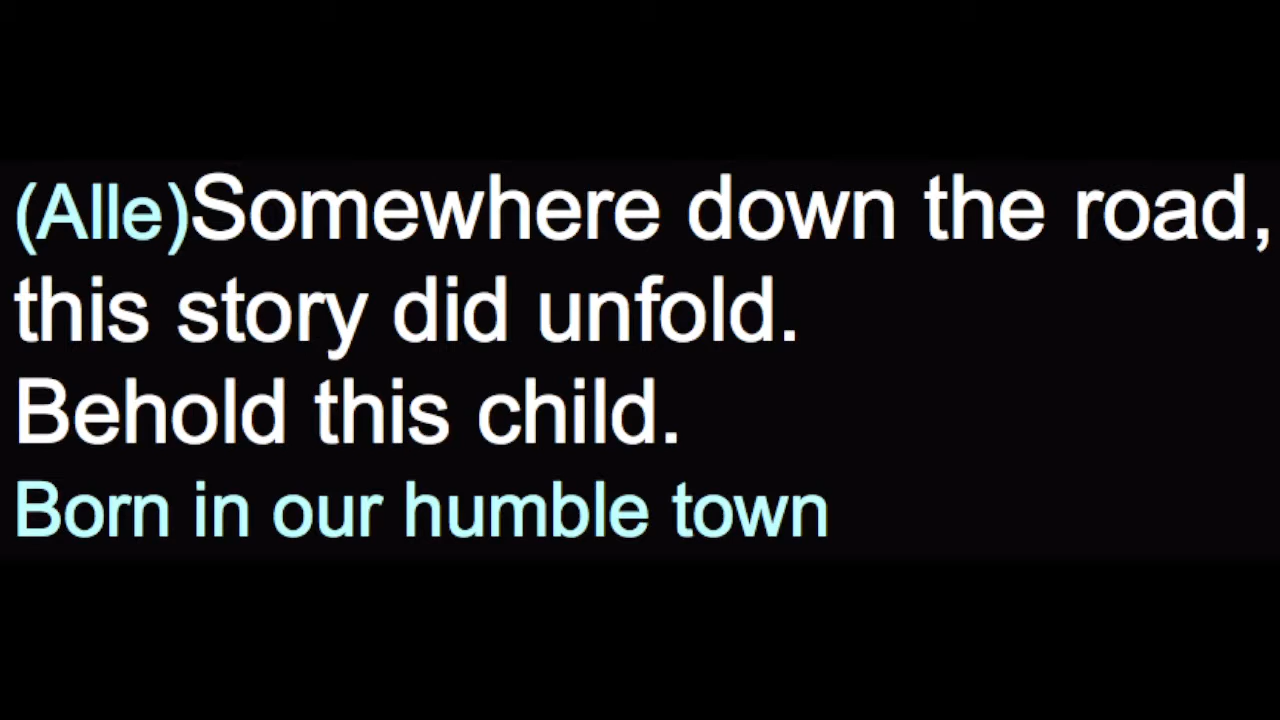 (Alle)Somewhere down the road,
this story did unfold.
Behold this child.
Born in our humble town